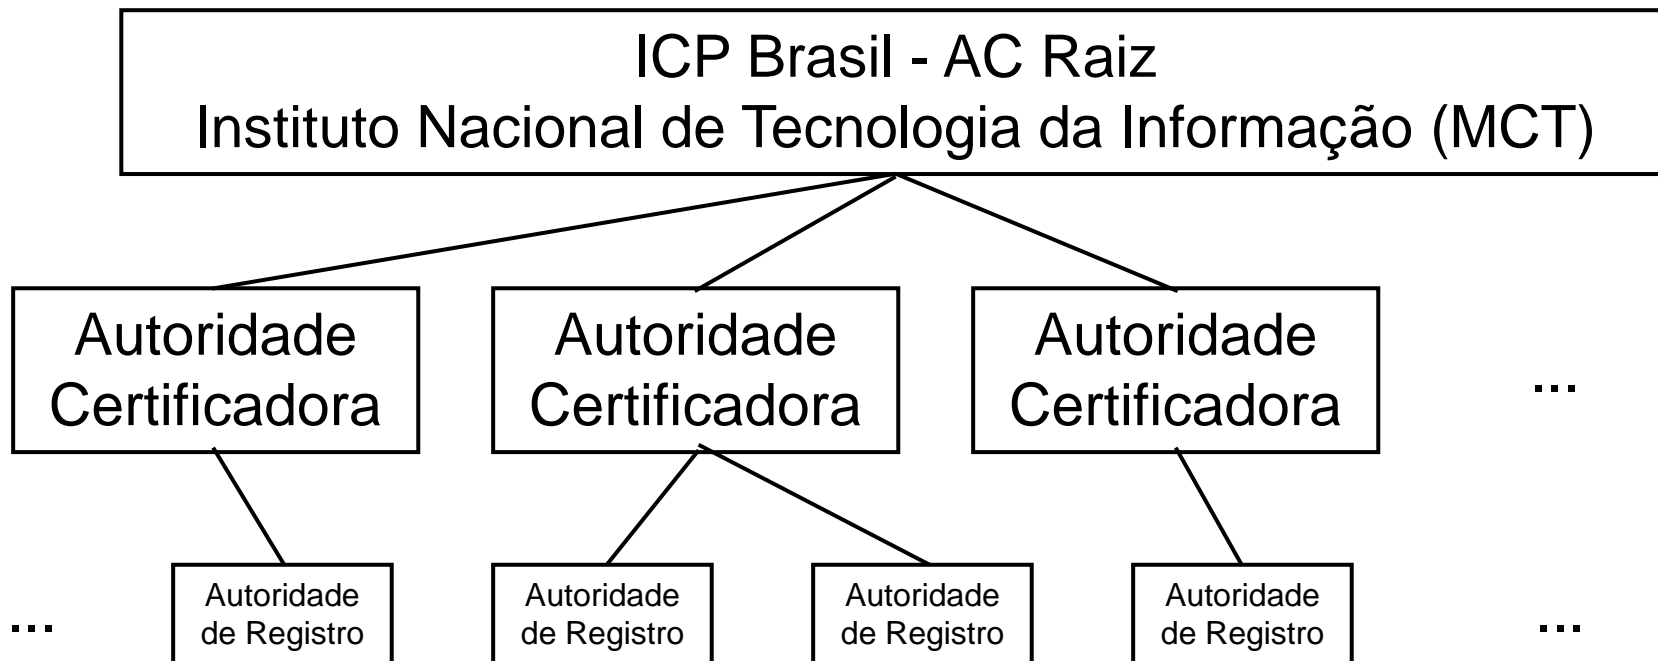 ICP Brasil - AC Raiz
Instituto Nacional de Tecnologia da Informação (MCT)
Autoridade
Certificadora
Autoridade
Certificadora
Autoridade
Certificadora
...
...
Autoridade
de Registro
Autoridade
de Registro
Autoridade
de Registro
Autoridade
de Registro
...